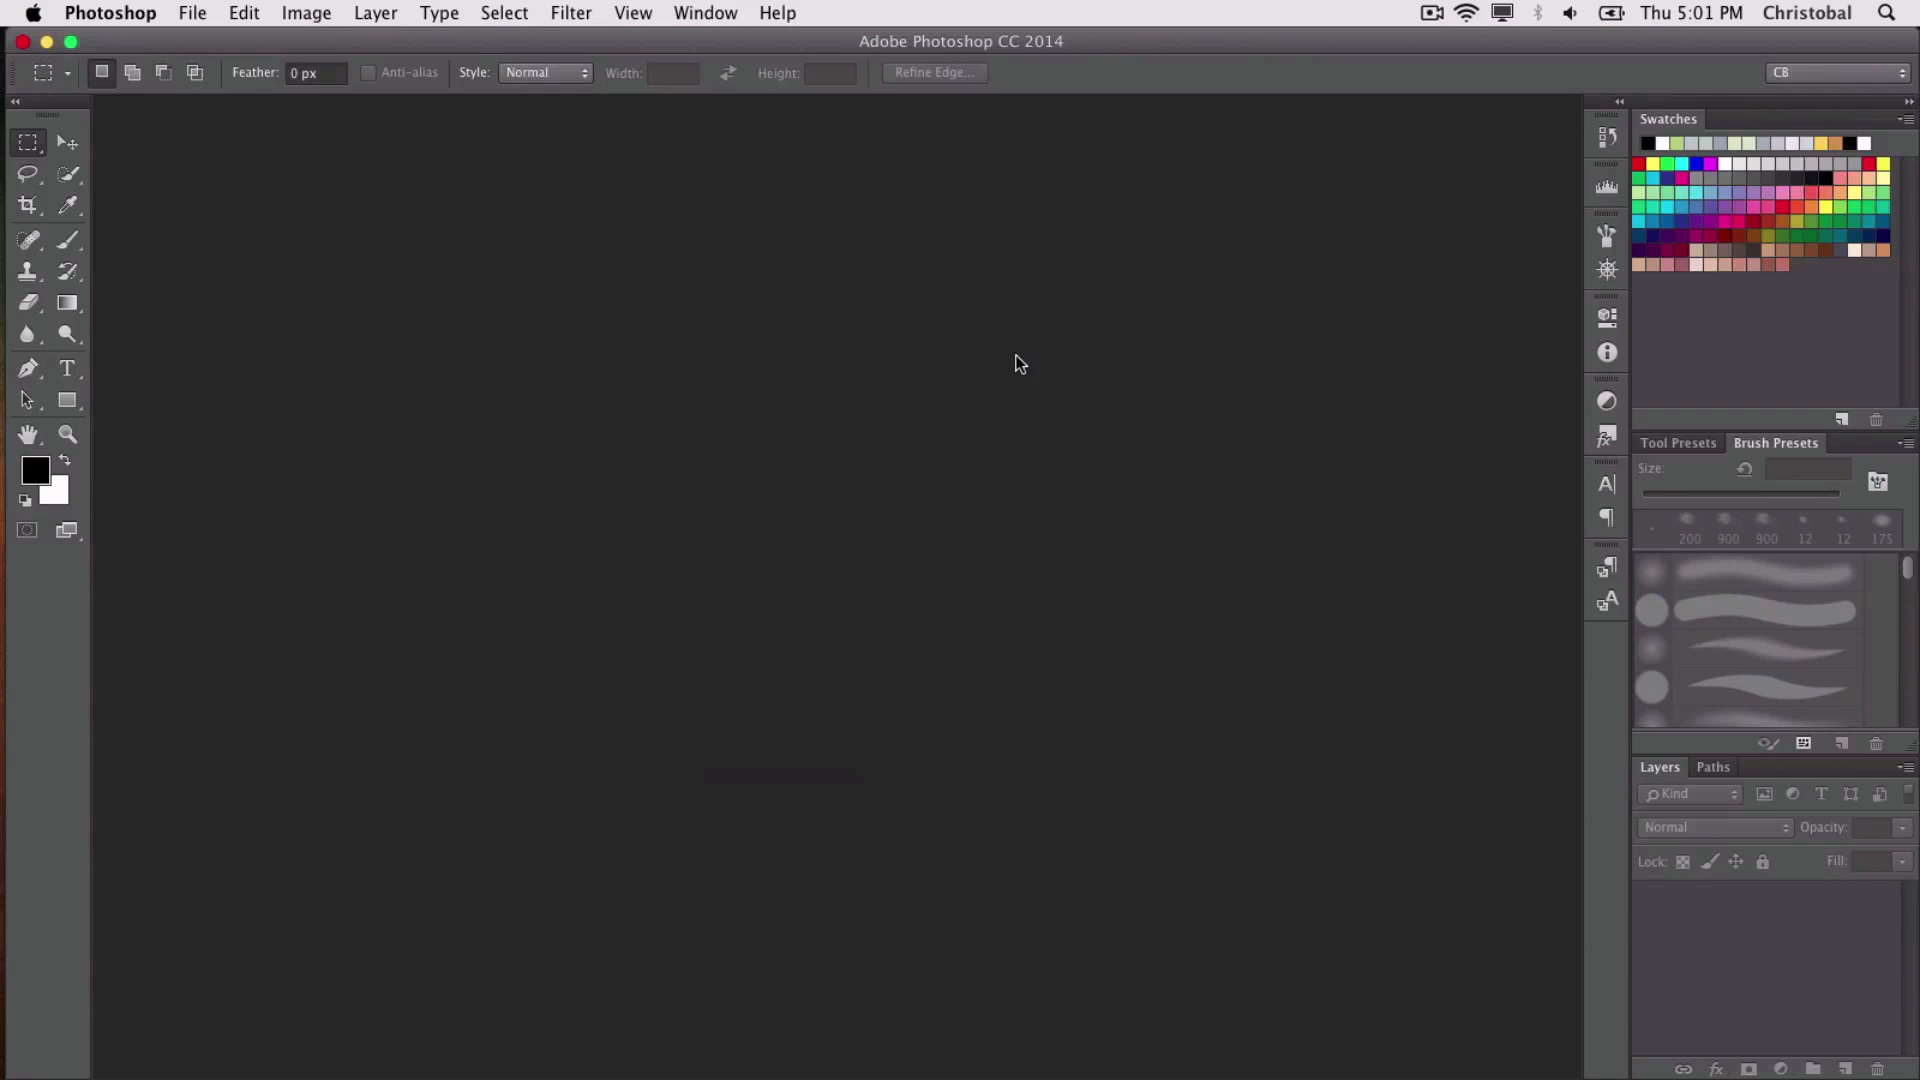 Photoshop File Edit Image Layer Type Select Filter View Window Help Thu 5:01 PM Christobal
Adobe Photoshop CC 2014
Feather: 0 px Anti-alias Style: Normal Width: Height: Refine Edge... CB
Swatches
Tool Presets Brush Presets
Size:
200 900 900 12 12 175
Layers Paths
Kind
Normal Opacity:
Lock: Fill: